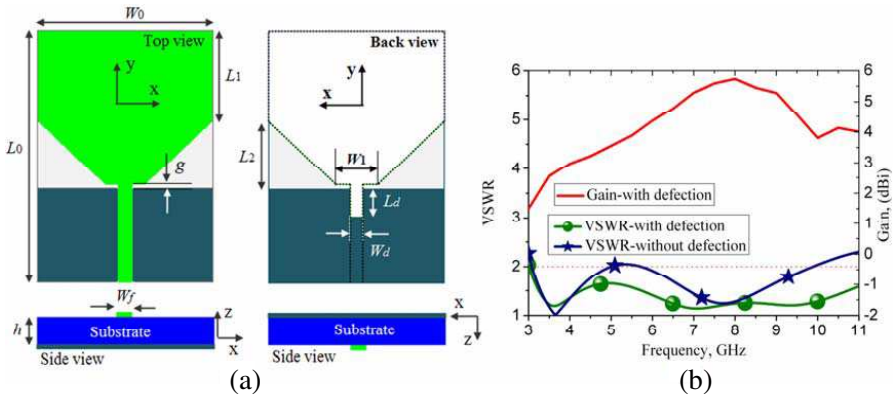 W0
Top view
y
x
L1
L0
g
Wf
h
Substrate
Side view
z
x
Back view
y
x
L2
W1
Ld
Wd
Substrate
Side view
x
z
(a)
6
5
4
3
2
1
VSWR
6
5
4
3
2
1
0
-1
-2
Gain, (dBi)
Gain-with defection
VSWR-with defection
VSWR-without defection
3 4 5 6 7 8 9 10 11
Frequency, GHz
(b)